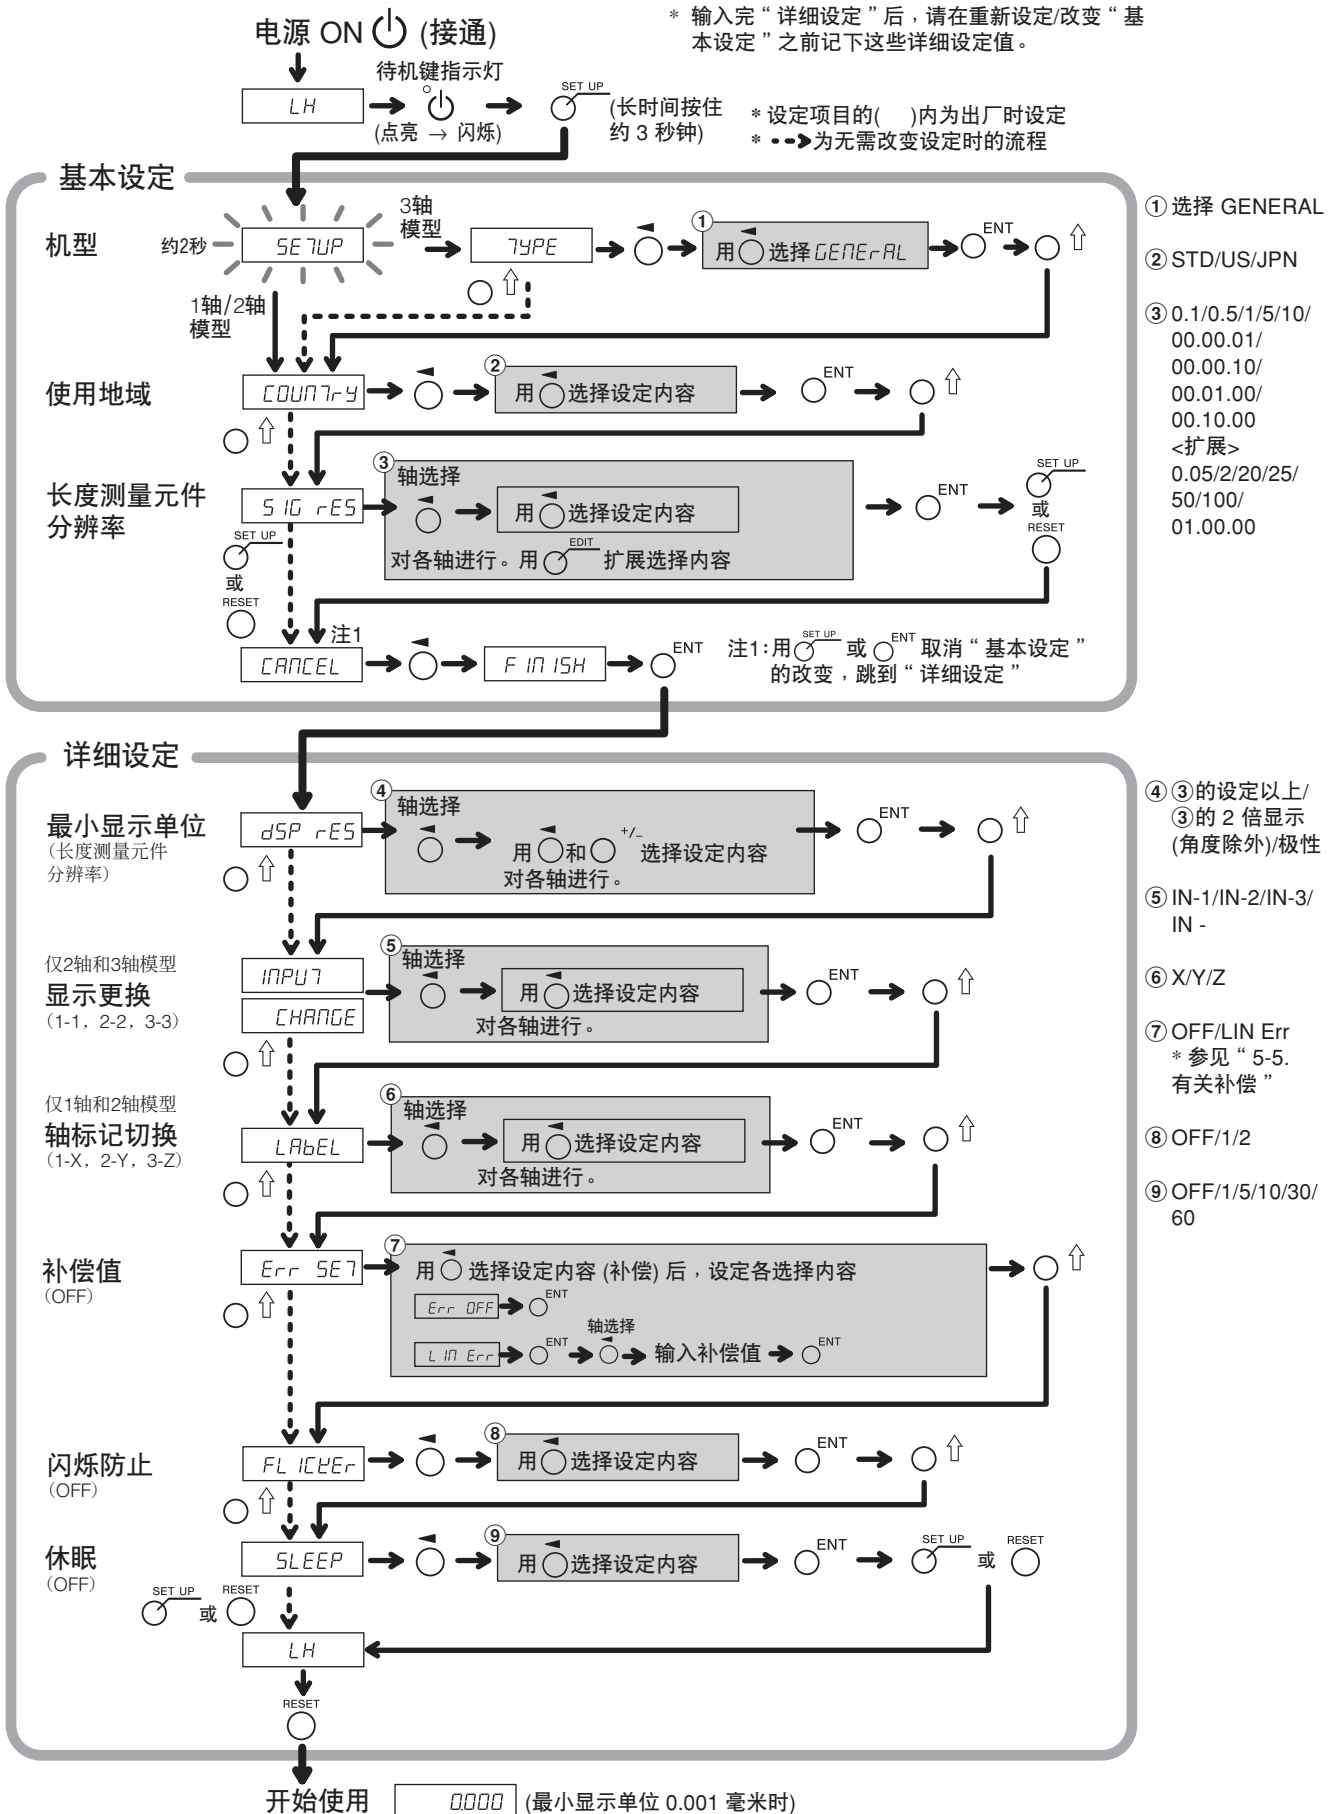 电源 ON (接通)
* 输入完“详细设定”后，请在重新设定/改变“基
本设定”之前记下这些详细设定值。
待机键指示灯
LH
SET UP
(长时间按住
约 3 秒钟)
(点亮 → 闪烁)
* 设定项目的( )内为出厂时设定
* 为无需改变设定时的流程
基本设定
机型
约2秒
SETUP
3轴
模型
TYPE
①
用 选择 GENErAL
ENT
1轴/2轴
模型
使用地域
COUNTrY
②
用 选择设定内容
ENT
长度测量元件
分辨率
SIG rES
③
轴选择
用 选择设定内容
对各轴进行。用 EDIT 扩展选择内容
ENT
SET UP
或
RESET
SET UP
或
RESET
注1
CANCEL
FINISH
ENT
注1：用 SET UP 或 ENT 取消“基本设定”
的改变，跳到“详细设定”
① 选择 GENERAL
② STD/US/JPN
③ 0.1/0.5/1/5/10/
00.00.01/
00.00.10/
00.01.00/
00.10.00
<扩展>
0.05/2/20/25/
50/100/
01.00.00
详细设定
最小显示单位
(长度测量元件
分辨率)
dSP rES
④
轴选择
用 和 +/- 选择设定内容
对各轴进行。
ENT
仅2轴和3轴模型
显示更换
(1-1，2-2，3-3)
INPUT
CHANGE
⑤
轴选择
用 选择设定内容
对各轴进行。
ENT
仅1轴和2轴模型
轴标记切换
(1-X，2-Y，3-Z)
LAbEL
⑥
轴选择
用 选择设定内容
对各轴进行。
ENT
补偿值
(OFF)
Err SET
⑦
用 选择设定内容 (补偿) 后，设定各选择内容
Err OFF
ENT
LIN Err
ENT
轴选择
输入补偿值
ENT
闪烁防止
(OFF)
FLICKEr
⑧
用 选择设定内容
ENT
休眠
(OFF)
SLEEP
⑨
用 选择设定内容
ENT
SET UP
或
RESET
SET UP
或
RESET
LH
RESET
④ ③的设定以上/
③的 2 倍显示
(角度除外)/极性
⑤ IN-1/IN-2/IN-3/
IN -
⑥ X/Y/Z
⑦ OFF/LIN Err
* 参见“5-5.
有关补偿”
⑧ OFF/1/2
⑨ OFF/1/5/10/30/
60
开始使用
0.000
(最小显示单位 0.001 毫米时)